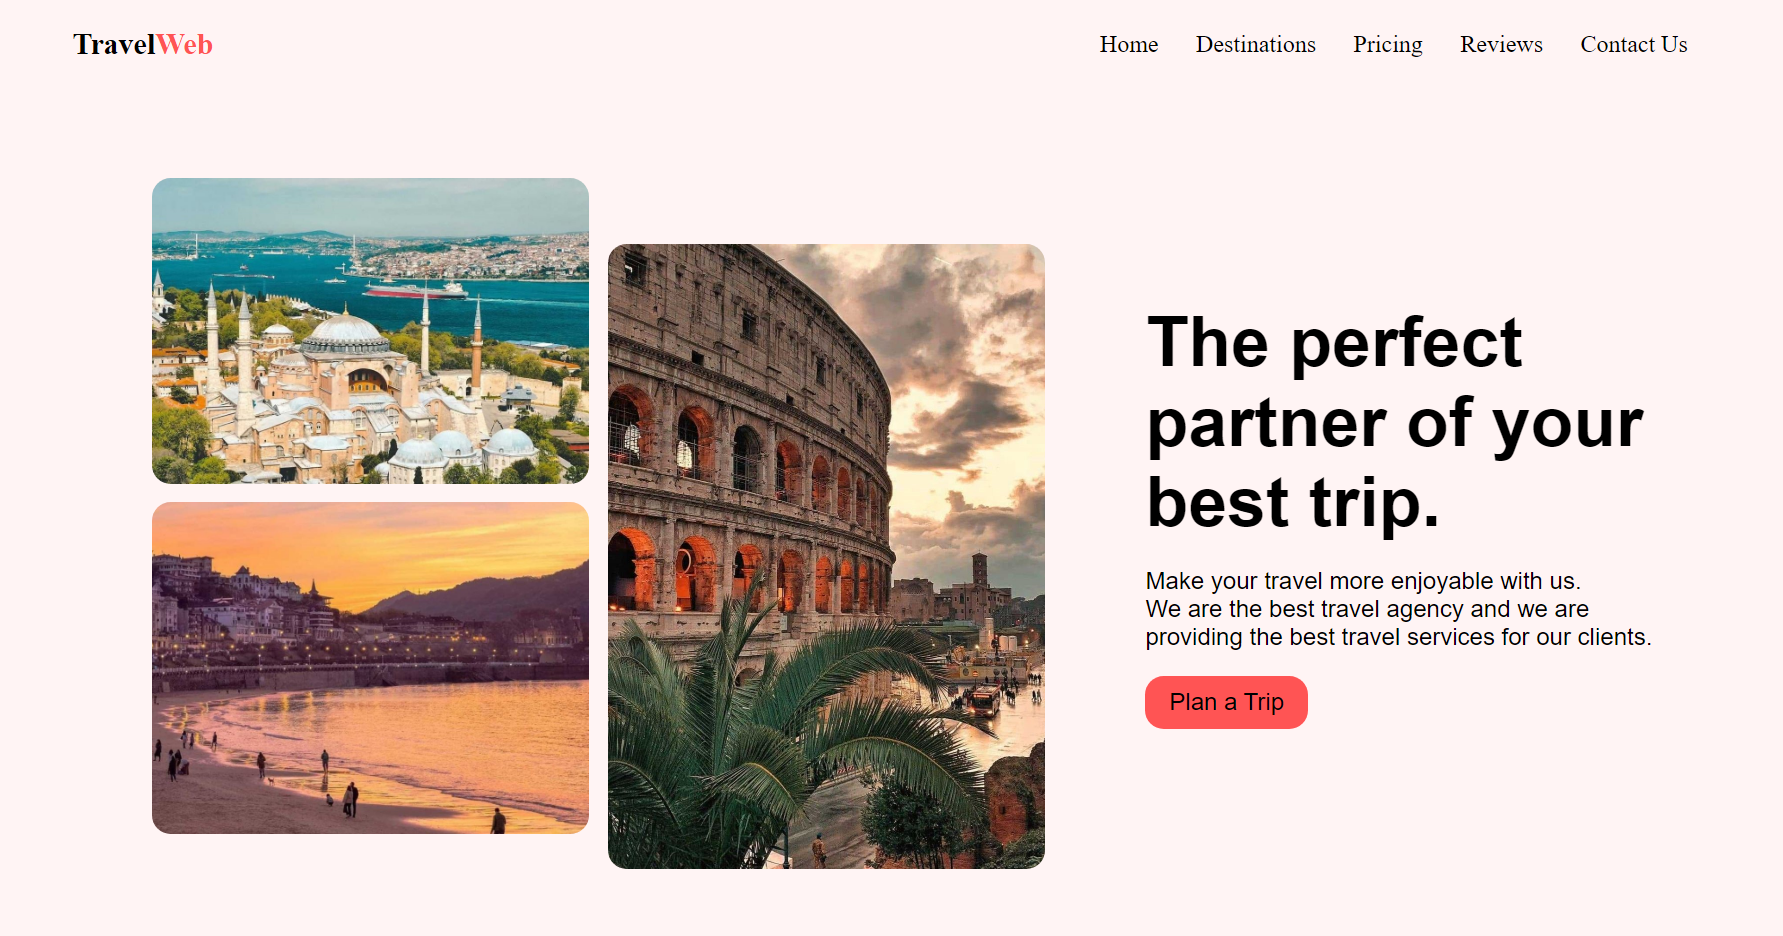 TravelWeb
Home Destinations Pricing Reviews Contact Us
The perfect
partner of your
best trip.
Make your travel more enjoyable with us.
We are the best travel agency and we are
providing the best travel services for our clients.
Plan a Trip